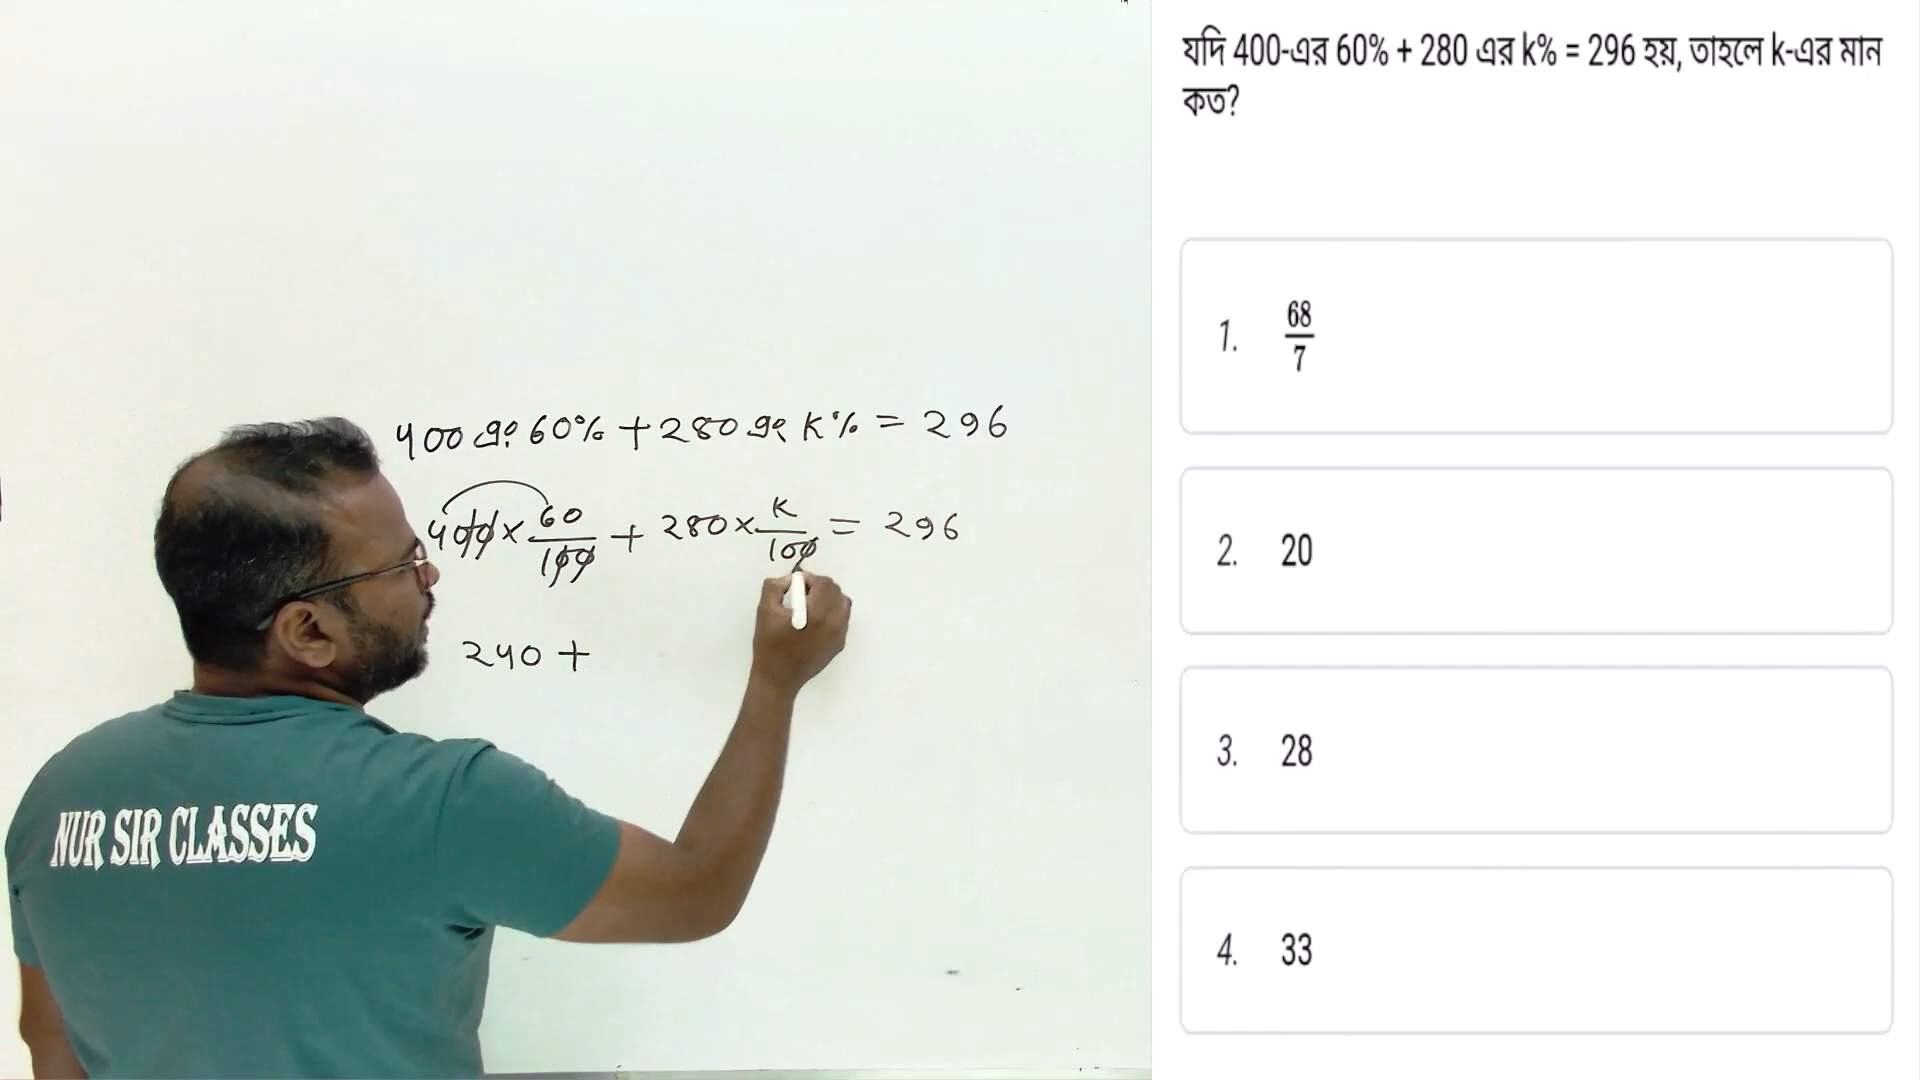 যদি 400-এর 60% + 280 এর k% = 296 হয়, তাহলে k-এর মান
কত?
1. 68/7
2. 20
3. 28
4. 33
400 এর 60% + 280 এর K% = 296
400 × 60/100 + 280 × K/100 = 296
240 +
NUR SIR CLASSES